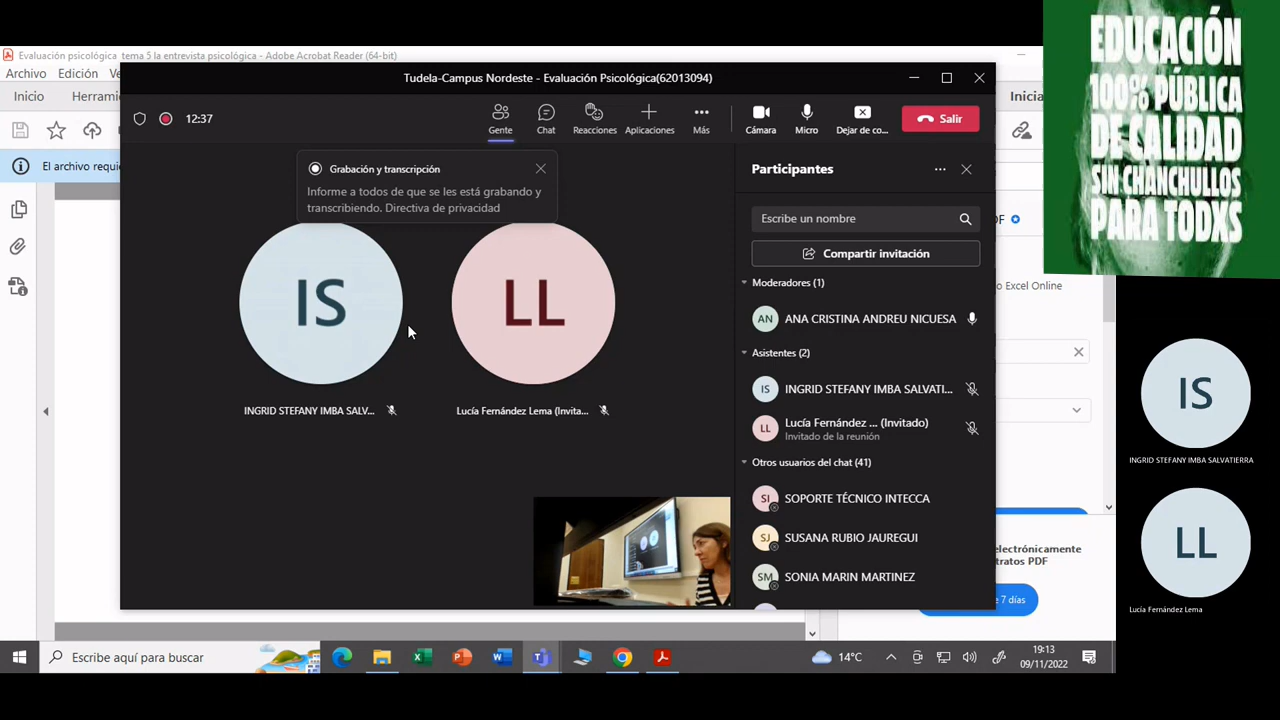 Evaluación psicológica tema 5 la entrevista psicológica - Adobe Acrobat Reader (64-bit)
Archivo Edición Ve
Inicio Herramie
Inicia
El archivo requie
Tudela-Campus Nordeste - Evaluación Psicológica(62013094)
12:37
Gente
Chat
Reacciones
Aplicaciones
Más
Cámara
Micro
Dejar de co...
Salir
Grabación y transcripción
Informe a todos de que se les está grabando y
transcribiendo. Directiva de privacidad
IS
LL
INGRID STEFANY IMBA SALV...
Lucía Fernández Lema (Invita...
Participantes
Escribe un nombre
Compartir invitación
Moderadores (1)
AN ANA CRISTINA ANDREU NICUESA
Asistentes (2)
IS INGRID STEFANY IMBA SALVATI...
LL Lucía Fernández ... (Invitado)
Invitado de la reunión
Otros usuarios del chat (41)
SI SOPORTE TÉCNICO INTECCA
SJ SUSANA RUBIO JAUREGUI
SM SONIA MARIN MARTINEZ
EDUCACIÓN
100% PÚBLICA
DE CALIDAD
SIN CHANCHULLOS
PARA TODXS
o Excel Online
electrónicamente
tratos PDF
e 7 días
IS
INGRID STEFANY IMBA SALVATIERRA
LL
Lucía Fernández Lema
Escribe aquí para buscar
14°C
19:13
09/11/2022